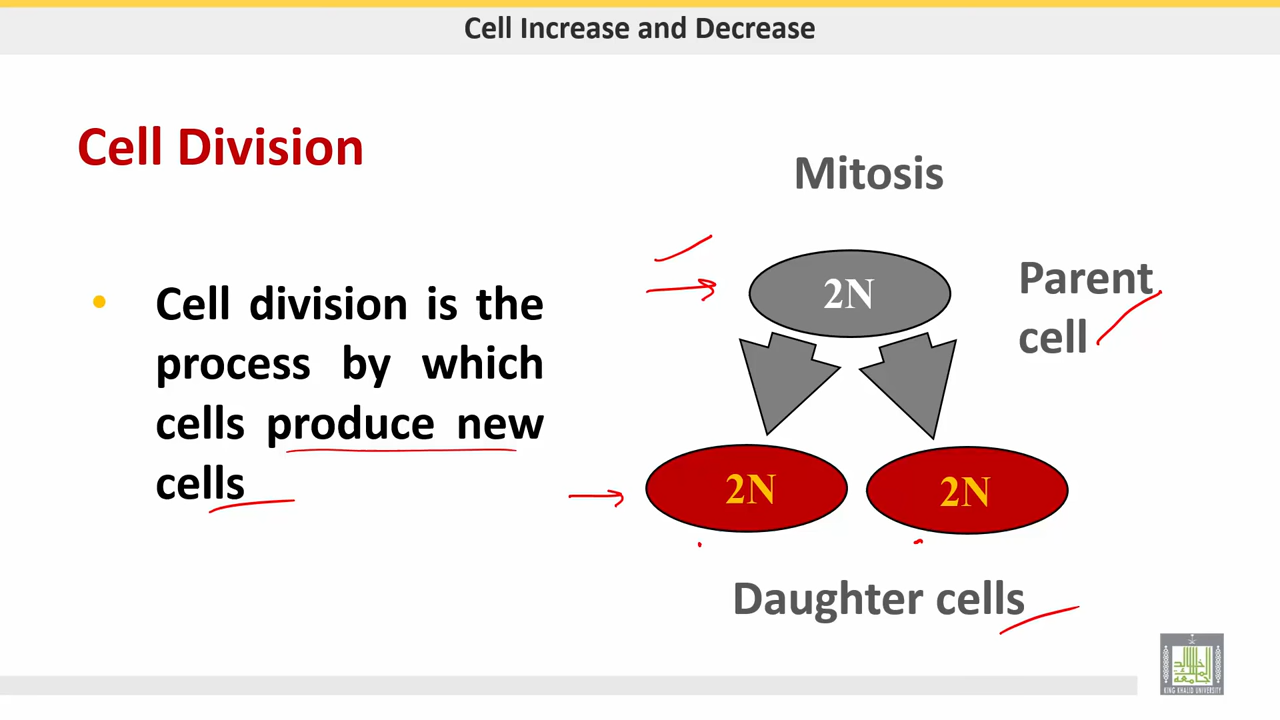 Cell Increase and Decrease
Cell Division
• Cell division is the
process by which
cells produce new
cells
Mitosis
2N
Parent
cell
2N
2N
Daughter cells
KING KHALID UNIVERSITY